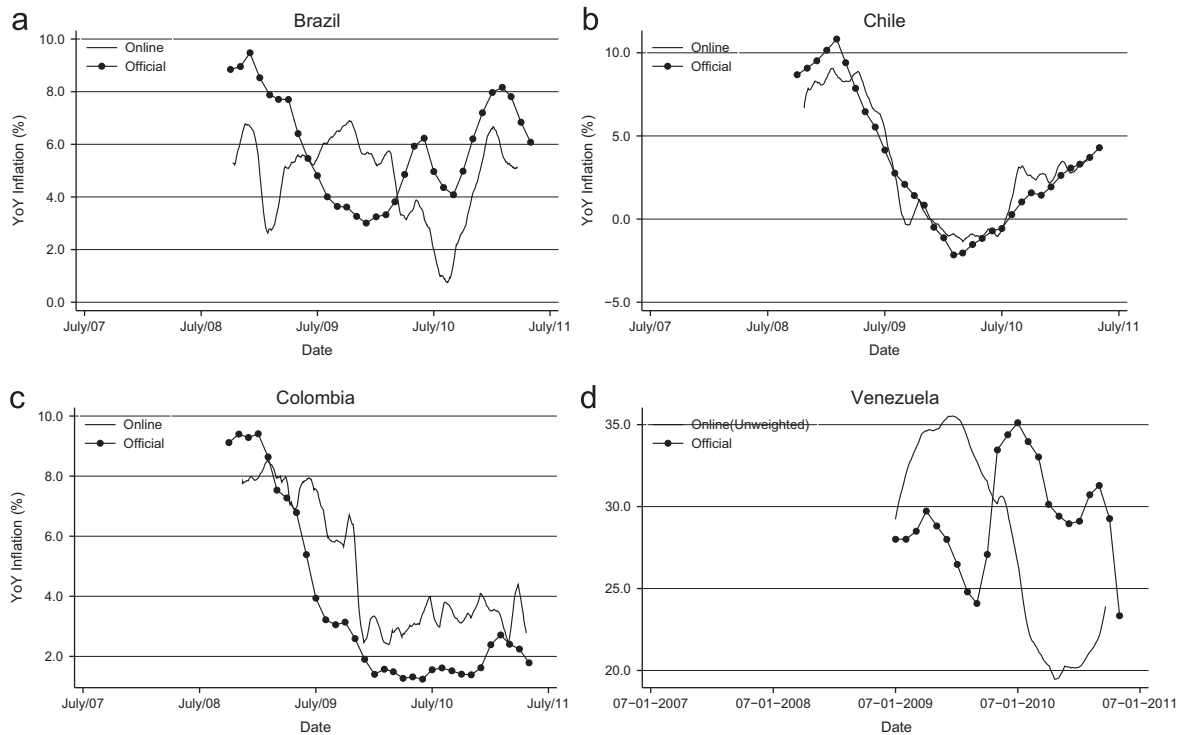 a
Brazil
YoY Inflation (%)
10.0
8.0
6.0
4.0
2.0
0.0
Online
Official
July/07
July/08
July/09
July/10
July/11
Date
b
Chile
YoY Inflation (%)
10.0
5.0
0.0
−5.0
Online
Official
July/07
July/08
July/09
July/10
July/11
Date
c
Colombia
YoY Inflation (%)
10.0
8.0
6.0
4.0
2.0
Online
Official
July/07
July/08
July/09
July/10
July/11
Date
d
Venezuela
35.0
30.0
25.0
20.0
Online(Unweighted)
Official
07−01−2007
07−01−2008
07−01−2009
07−01−2010
07−01−2011
Date